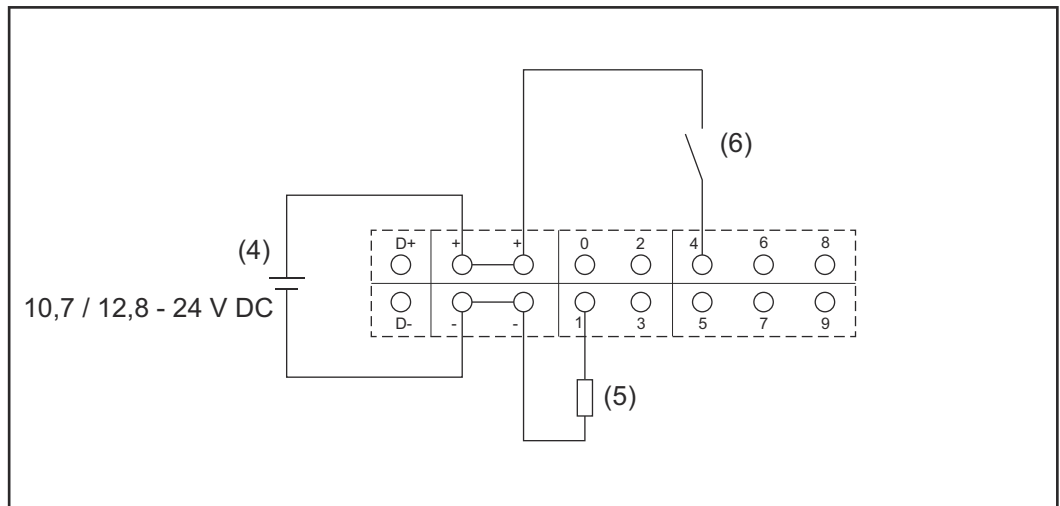 (6)
(4)
10,7 / 12,8 - 24 V DC
D+ + + 0 2 4 6 8
D- - - 1 3 5 7 9
(5)